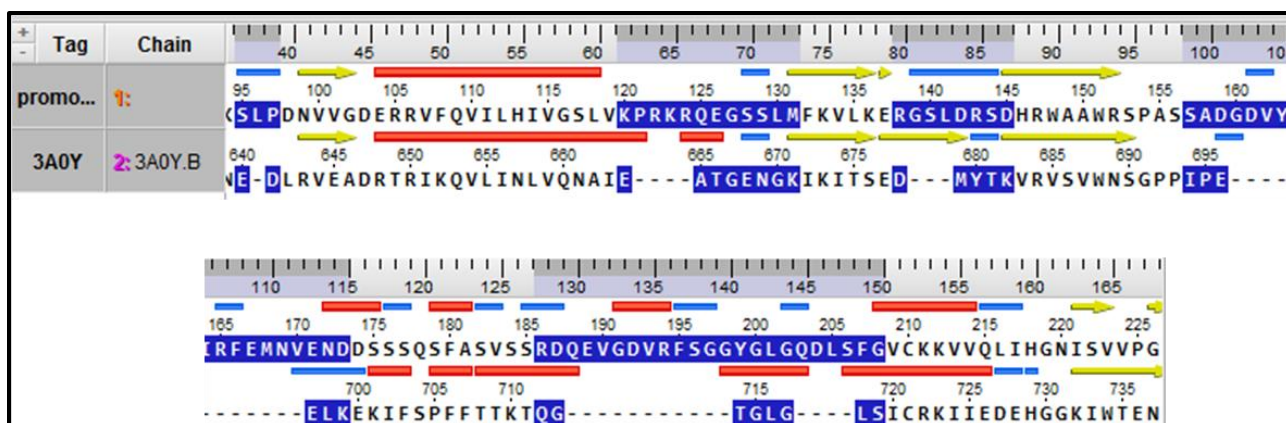 + - Tag Chain 40 45 50 55 60 65 70 75 80 85 90 95 100 10
95 100 105 110 115 120 125 130 135 140 145 150 155 160
promo... 1: SLPDNVVGDERRVFQVILHIVGSLVKPRKRQEGSSLMFKVLKERGSLDRSDHRWAAWRSPASSADGDVY
640 645 650 655 660 665 670 675 680 685 690 695
3A0Y 2: 3A0Y.B E-DLRVEADRTRIKQVLINLVQNAIE----ATGENGKIKITSED---MYTKVRVSVWNSGPPIPE----
110 115 120 125 130 135 140 145 150 155 160 165
165 170 175 180 185 190 195 200 205 210 215 220 225
IRFEMNVENDDSSSQSFASVSSRDQEVGDVRFSGGYGLGQDLSFGVCKKVVQLIHGNISVVPG
700 705 710 715 720 725 730 735
-------ELKEKIFSPFFTTKTQG-----------TGLG----LSICRKIIEDEHGGKIWTEN